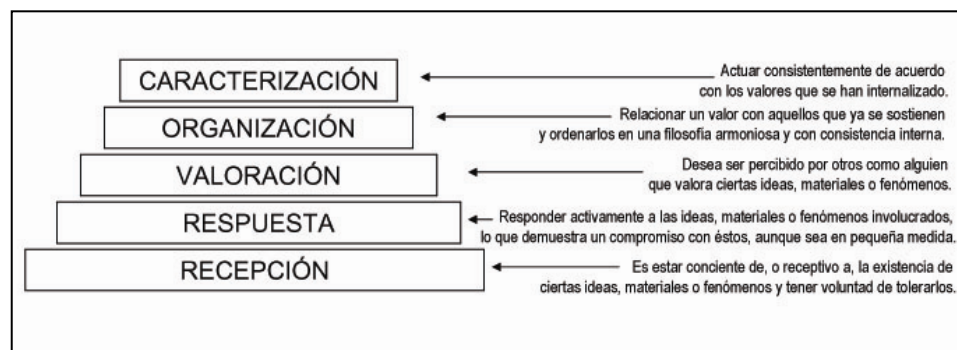 CARACTERIZACIÓN
Actuar consistentemente de acuerdo
con los valores que se han internalizado.
ORGANIZACIÓN
Relacionar un valor con aquellos que ya se sostienen
y ordenarlos en una filosofía armoniosa y con consistencia interna.
VALORACIÓN
Desea ser percibido por otros como alguien
que valora ciertas ideas, materiales o fenómenos.
RESPUESTA
Responder activamente a las ideas, materiales o fenómenos involucrados,
lo que demuestra un compromiso con éstos, aunque sea en pequeña medida.
RECEPCIÓN
Es estar conciente de, o receptivo a, la existencia de
ciertas ideas, materiales o fenómenos y tener voluntad de tolerarlos.